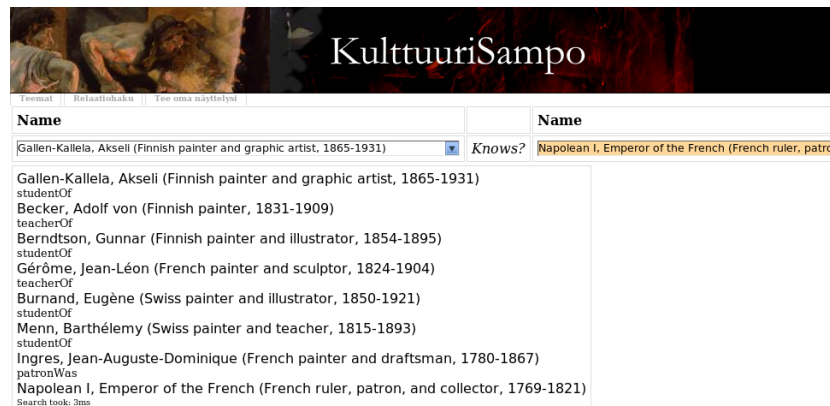 KulttuuriSampo
Teemat Relaatiohaku Tee oma näyttelysi
Name Name
Gallen-Kallela, Akseli (Finnish painter and graphic artist, 1865-1931) Knows? Napolean I, Emperor of the French (French ruler, patro
Gallen-Kallela, Akseli (Finnish painter and graphic artist, 1865-1931)
studentOf
Becker, Adolf von (Finnish painter, 1831-1909)
teacherOf
Berndtson, Gunnar (Finnish painter and illustrator, 1854-1895)
studentOf
Gérôme, Jean-Léon (French painter and sculptor, 1824-1904)
teacherOf
Burnand, Eugène (Swiss painter and illustrator, 1850-1921)
studentOf
Menn, Barthélemy (Swiss painter and teacher, 1815-1893)
studentOf
Ingres, Jean-Auguste-Dominique (French painter and draftsman, 1780-1867)
patronWas
Napolean I, Emperor of the French (French ruler, patron, and collector, 1769-1821)
Search took: 3ms